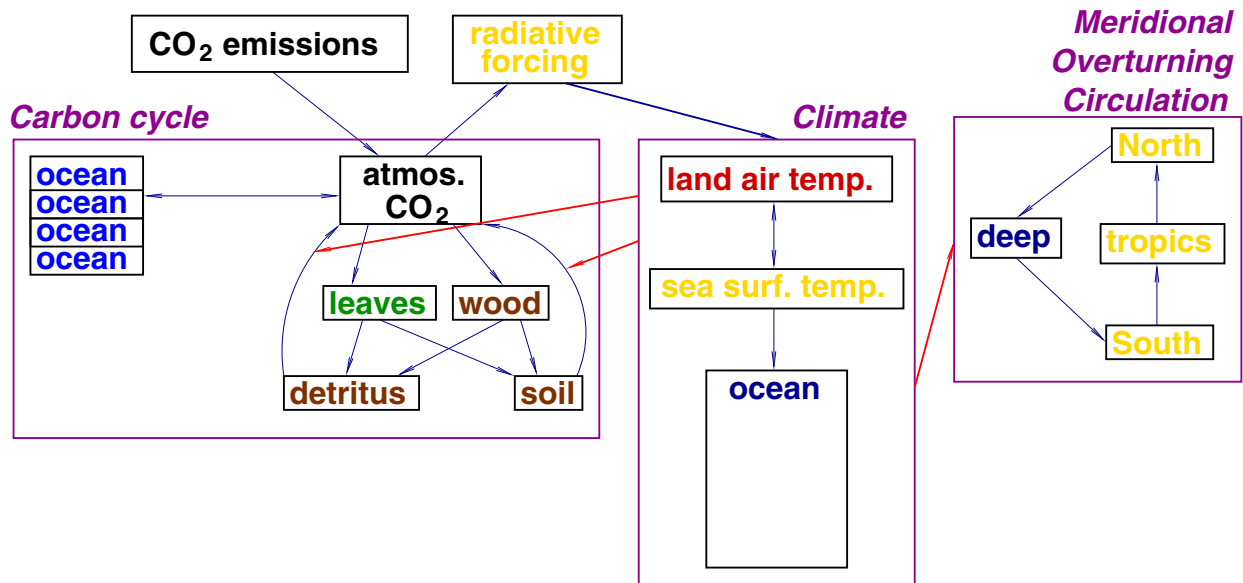 CO₂ emissions
radiative
forcing
Meridional
Overturning
Circulation
Carbon cycle
Climate
ocean
ocean
ocean
ocean
atmos.
CO₂
leaves
wood
detritus
soil
land air temp.
sea surf. temp.
ocean
North
deep
tropics
South